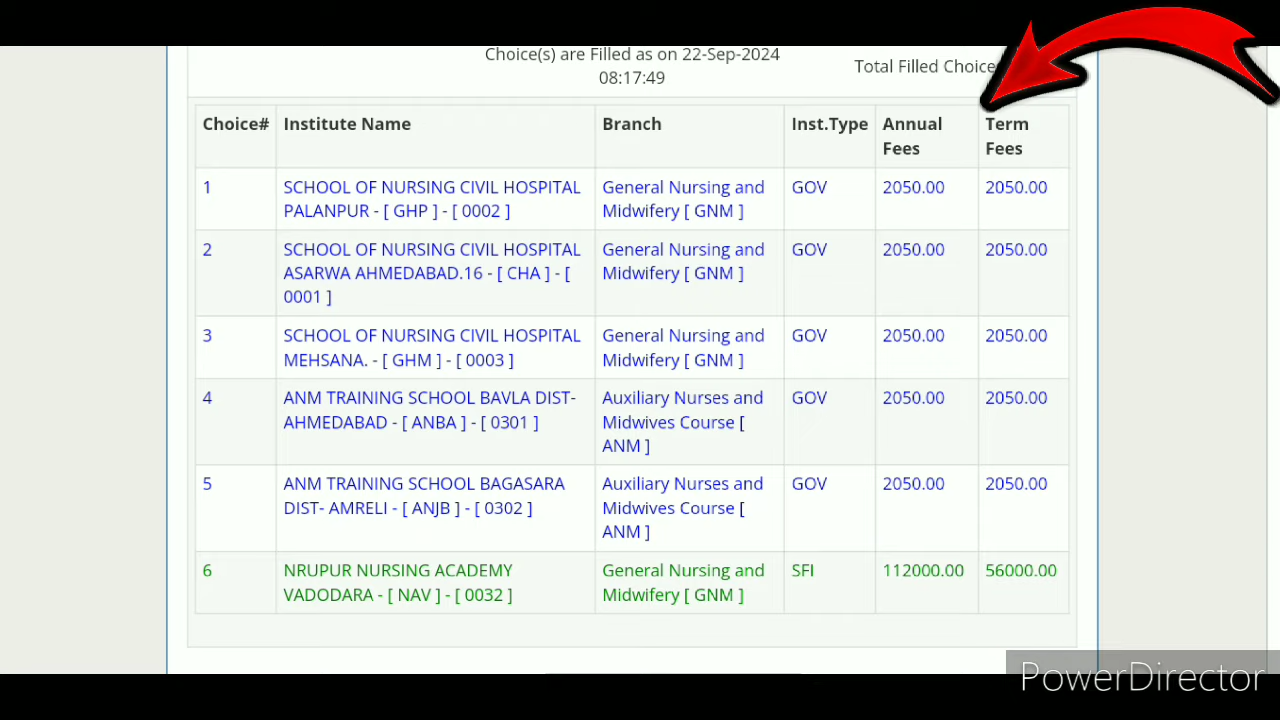 Choice(s) are Filled as on 22-Sep-2024
08:17:49
Total Filled Choice
Choice# Institute Name Branch Inst.Type Annual Fees Term Fees
1 SCHOOL OF NURSING CIVIL HOSPITAL General Nursing and GOV 2050.00 2050.00
PALANPUR - [ GHP ] - [ 0002 ] Midwifery [ GNM ]
2 SCHOOL OF NURSING CIVIL HOSPITAL General Nursing and GOV 2050.00 2050.00
ASARWA AHMEDABAD.16 - [ CHA ] - [ Midwifery [ GNM ]
0001 ]
3 SCHOOL OF NURSING CIVIL HOSPITAL General Nursing and GOV 2050.00 2050.00
MEHSANA. - [ GHM ] - [ 0003 ] Midwifery [ GNM ]
4 ANM TRAINING SCHOOL BAVLA DIST- Auxiliary Nurses and GOV 2050.00 2050.00
AHMEDABAD - [ ANBA ] - [ 0301 ] Midwives Course [
ANM ]
5 ANM TRAINING SCHOOL BAGASARA Auxiliary Nurses and GOV 2050.00 2050.00
DIST- AMRELI - [ ANJB ] - [ 0302 ] Midwives Course [
ANM ]
6 NRUPUR NURSING ACADEMY General Nursing and SFI 112000.00 56000.00
VADODARA - [ NAV ] - [ 0032 ] Midwifery [ GNM ]
PowerDirector